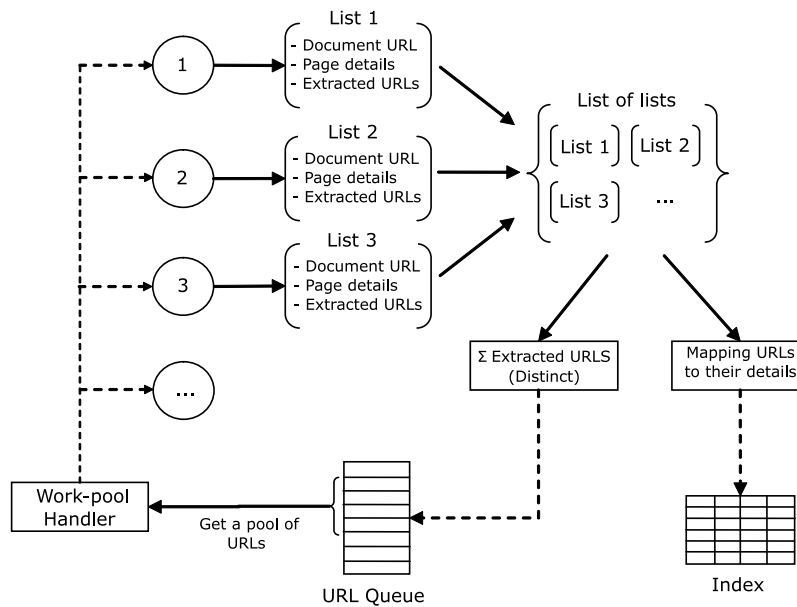 List 1
1
- Document URL
- Page details
- Extracted URLs
List 2
2
- Document URL
- Page details
- Extracted URLs
List 3
3
- Document URL
- Page details
- Extracted URLs
...
List of lists
List 1 List 2
List 3 ...
Σ Extracted URLS
(Distinct)
Mapping URLs
to their details
Work-pool
Handler
Get a pool of
URLs
URL Queue
Index